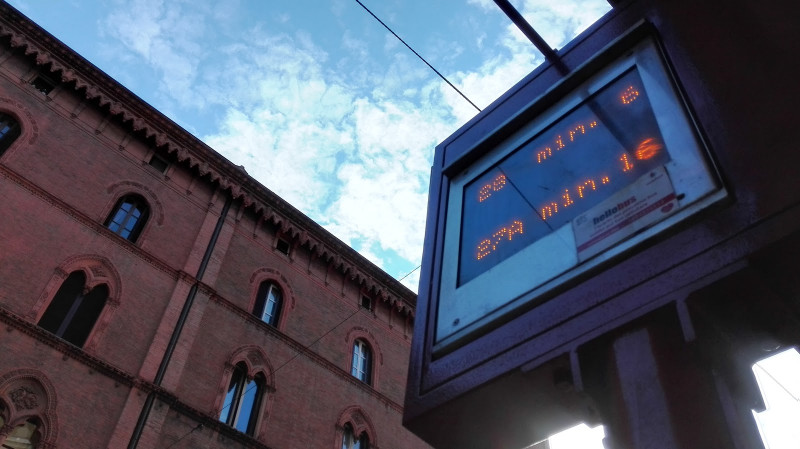 28 min. 6
27A min. 16
hellobus